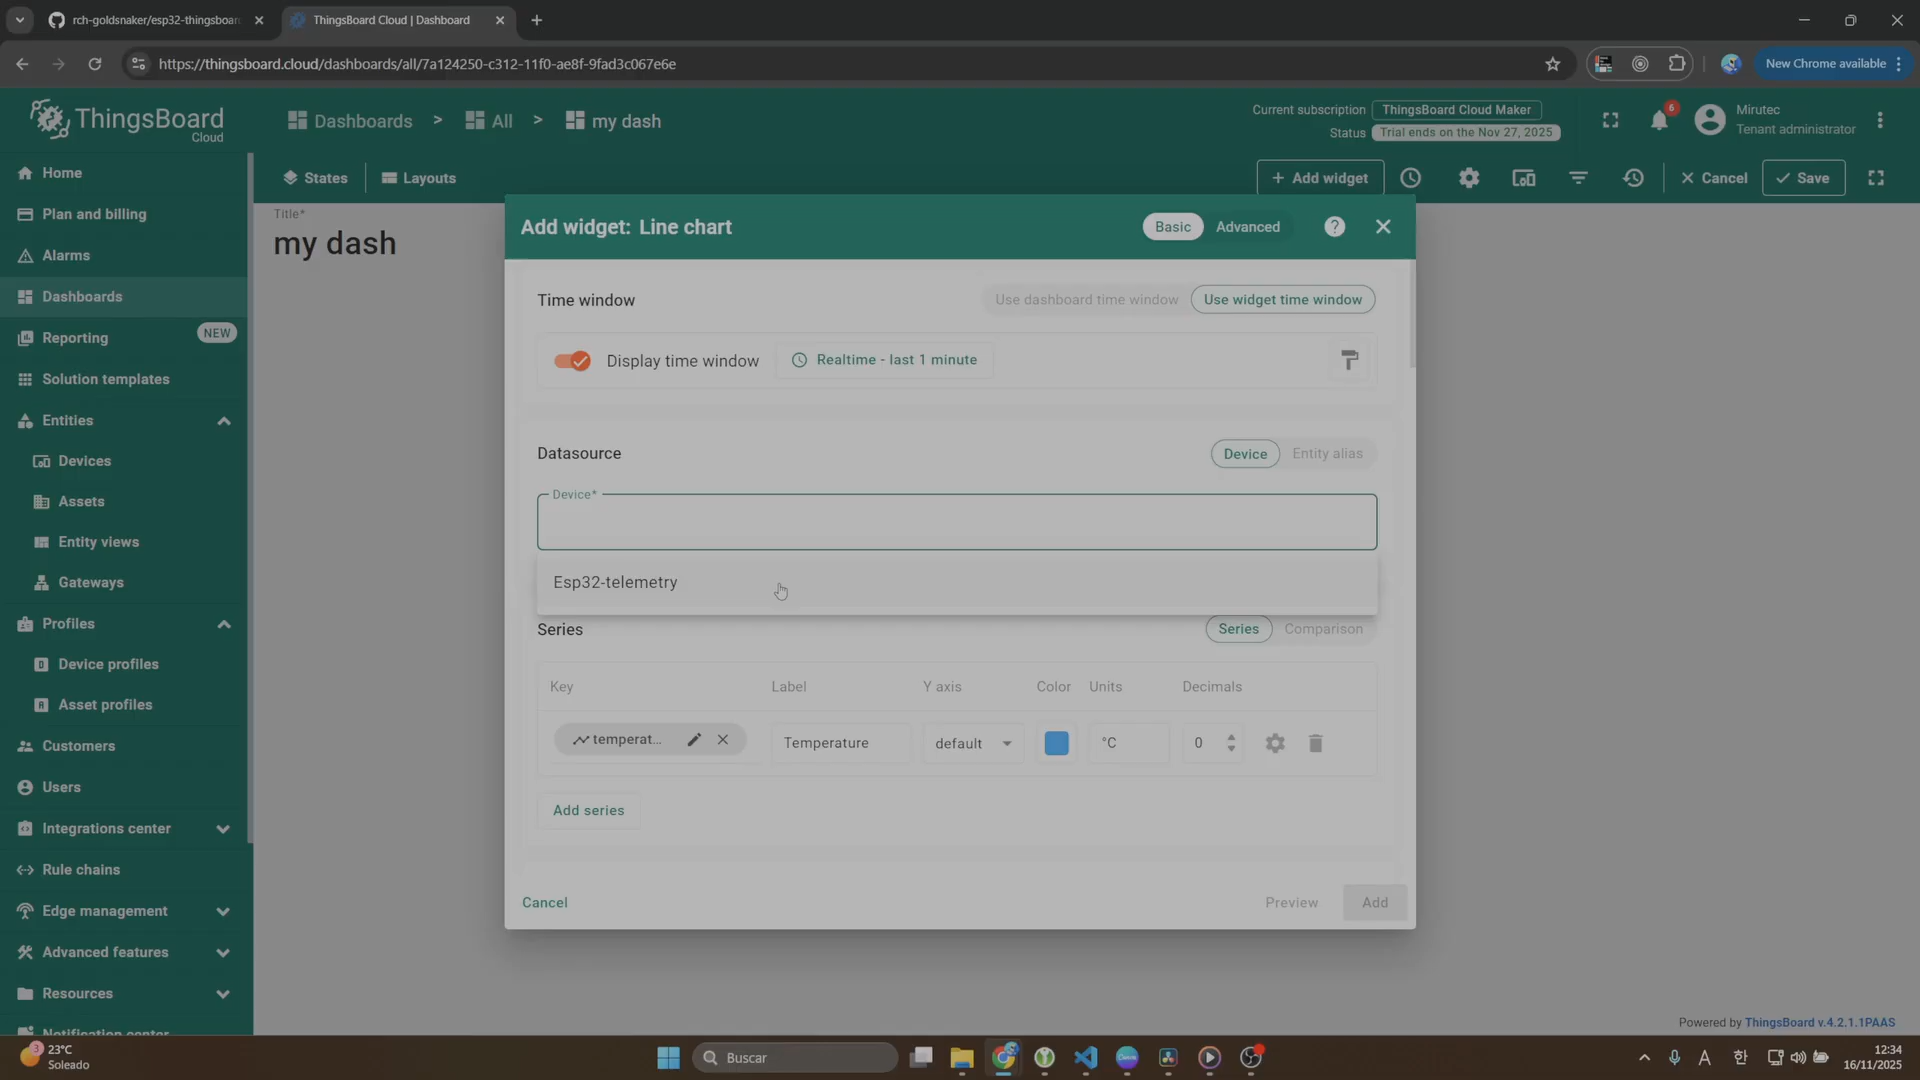 rch-goldsnaker/esp32-thingsboar
ThingsBoard Cloud | Dashboard
https://thingsboard.cloud/dashboards/all/7a124250-c312-11f0-ae8f-9fad3c067e6e
New Chrome available
ThingsBoard
Cloud
Dashboards > All > my dash
Current subscription ThingsBoard Cloud Maker
Status Trial ends on the Nov 27, 2025
6
Mirutec
Tenant administrator
Home
Plan and billing
Alarms
Dashboards
Reporting NEW
Solution templates
Entities
Devices
Assets
Entity views
Gateways
Profiles
Device profiles
Asset profiles
Customers
Users
Integrations center
Rule chains
Edge management
Advanced features
Resources
Notification center
States Layouts
+ Add widget
Cancel Save
Title*
my dash
Add widget: Line chart
Basic Advanced
Time window
Use dashboard time window Use widget time window
Display time window Realtime - last 1 minute
Datasource
Device Entity alias
Device*
Esp32-telemetry
Series
Series Comparison
Key Label Y axis Color Units Decimals
temperat... Temperature default °C 0
Add series
Cancel Preview Add
Powered by ThingsBoard v.4.2.1.1PAAS
3
23°C
Soleado
Buscar
A 한
12:34
16/11/2025